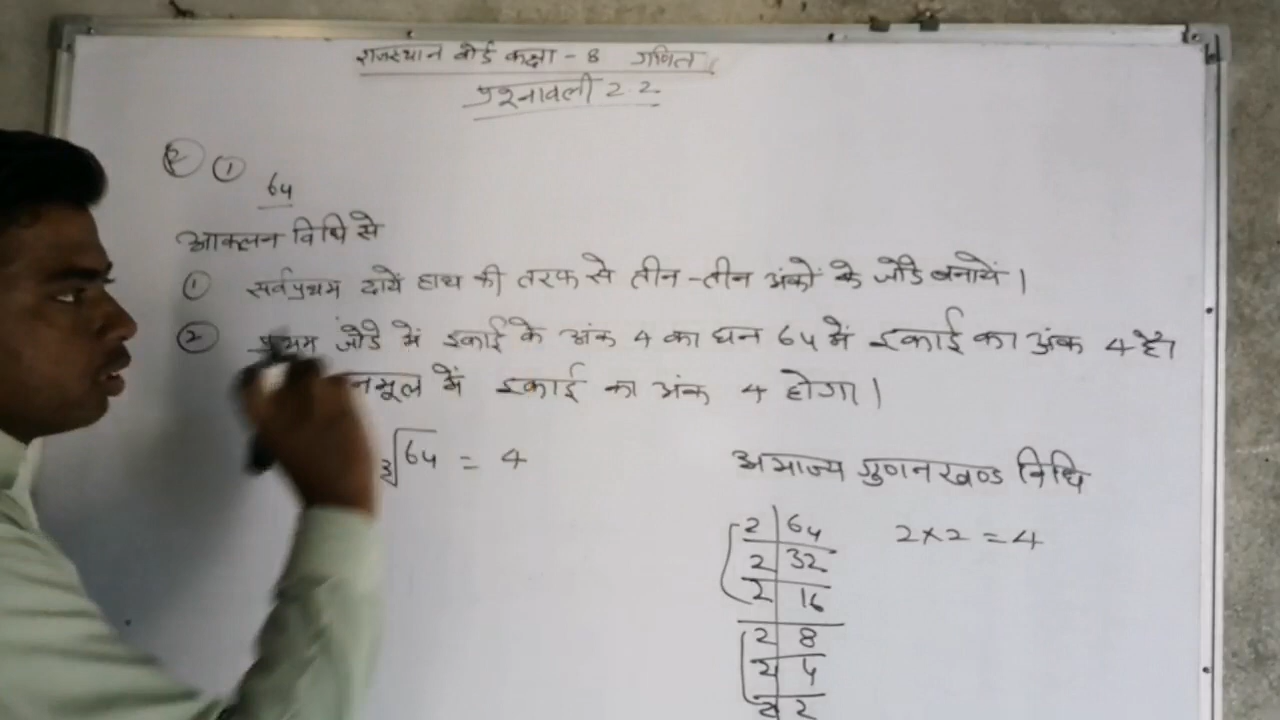 राजस्थान बोर्ड कक्षा - 8 गणित
प्रश्नावली 2.2
② ① 64
आकलन विधि से
① सर्वप्रथम दायें हाथ की तरफ से तीन-तीन अंकों के जोडे बनायें।
② प्रथम जोडे में इकाई के अंक 4 का घन 64 में इकाई का अंक 4 है।
नमूल में इकाई का अंक 4 होगा।
∛64 = 4
अभाज्य गुणनखण्ड विधि
2 | 64
2 × 2 = 4
2 | 32
2 | 16
2 | 8
2 | 4
2 | 2